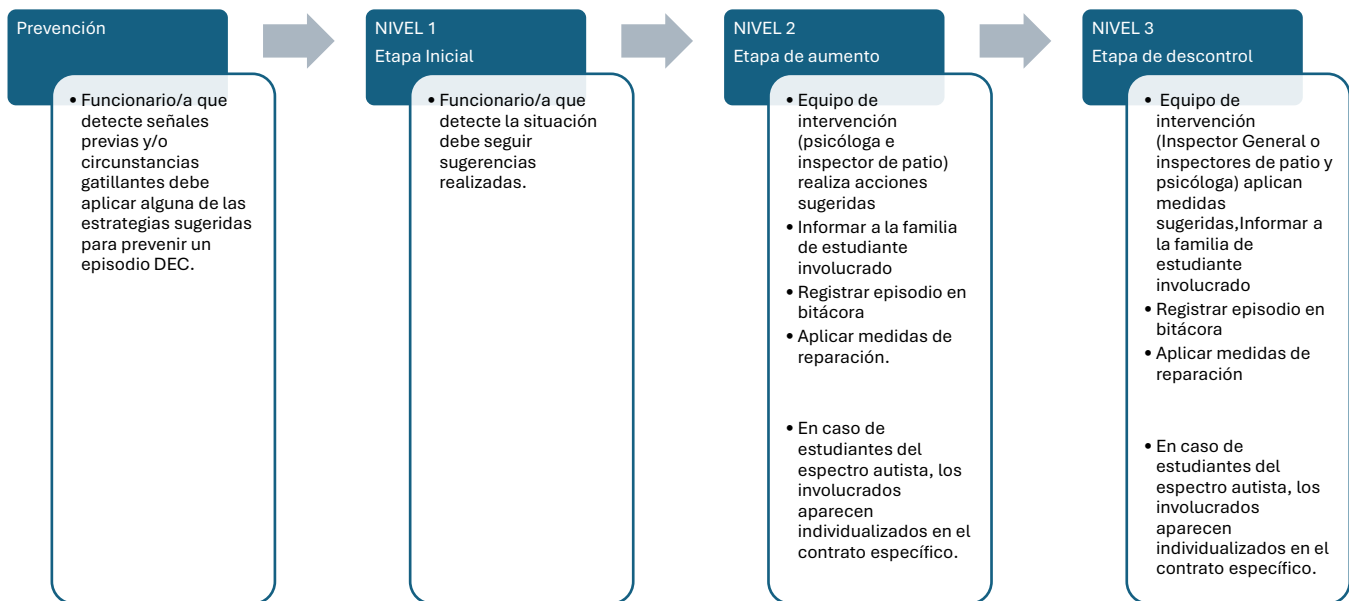 Prevención
• Funcionario/a que
detecte señales
previas y/o
circunstancias
gatillantes debe
aplicar alguna de las
estrategias sugeridas
para prevenir un
episodio DEC.
NIVEL 1
Etapa Inicial
• Funcionario/a que
detecte la situación
debe seguir
sugerencias
realizadas.
NIVEL 2
Etapa de aumento
• Equipo de
intervención
(psicóloga e
inspector de patio)
realiza acciones
sugeridas
• Informar a la familia
de estudiante
involucrado
• Registrar episodio en
bitácora
• Aplicar medidas de
reparación.
• En caso de
estudiantes del
espectro autista, los
involucrados
aparecen
individualizados en el
contrato específico.
NIVEL 3
Etapa de descontrol
• Equipo de
intervención
(Inspector General o
inspectores de patio y
psicóloga) aplican
medidas
sugeridas,Informar a
la familia de
estudiante
involucrado
• Registrar episodio en
bitácora
• Aplicar medidas de
reparación
• En caso de
estudiantes del
espectro autista, los
involucrados
aparecen
individualizados en el
contrato específico.